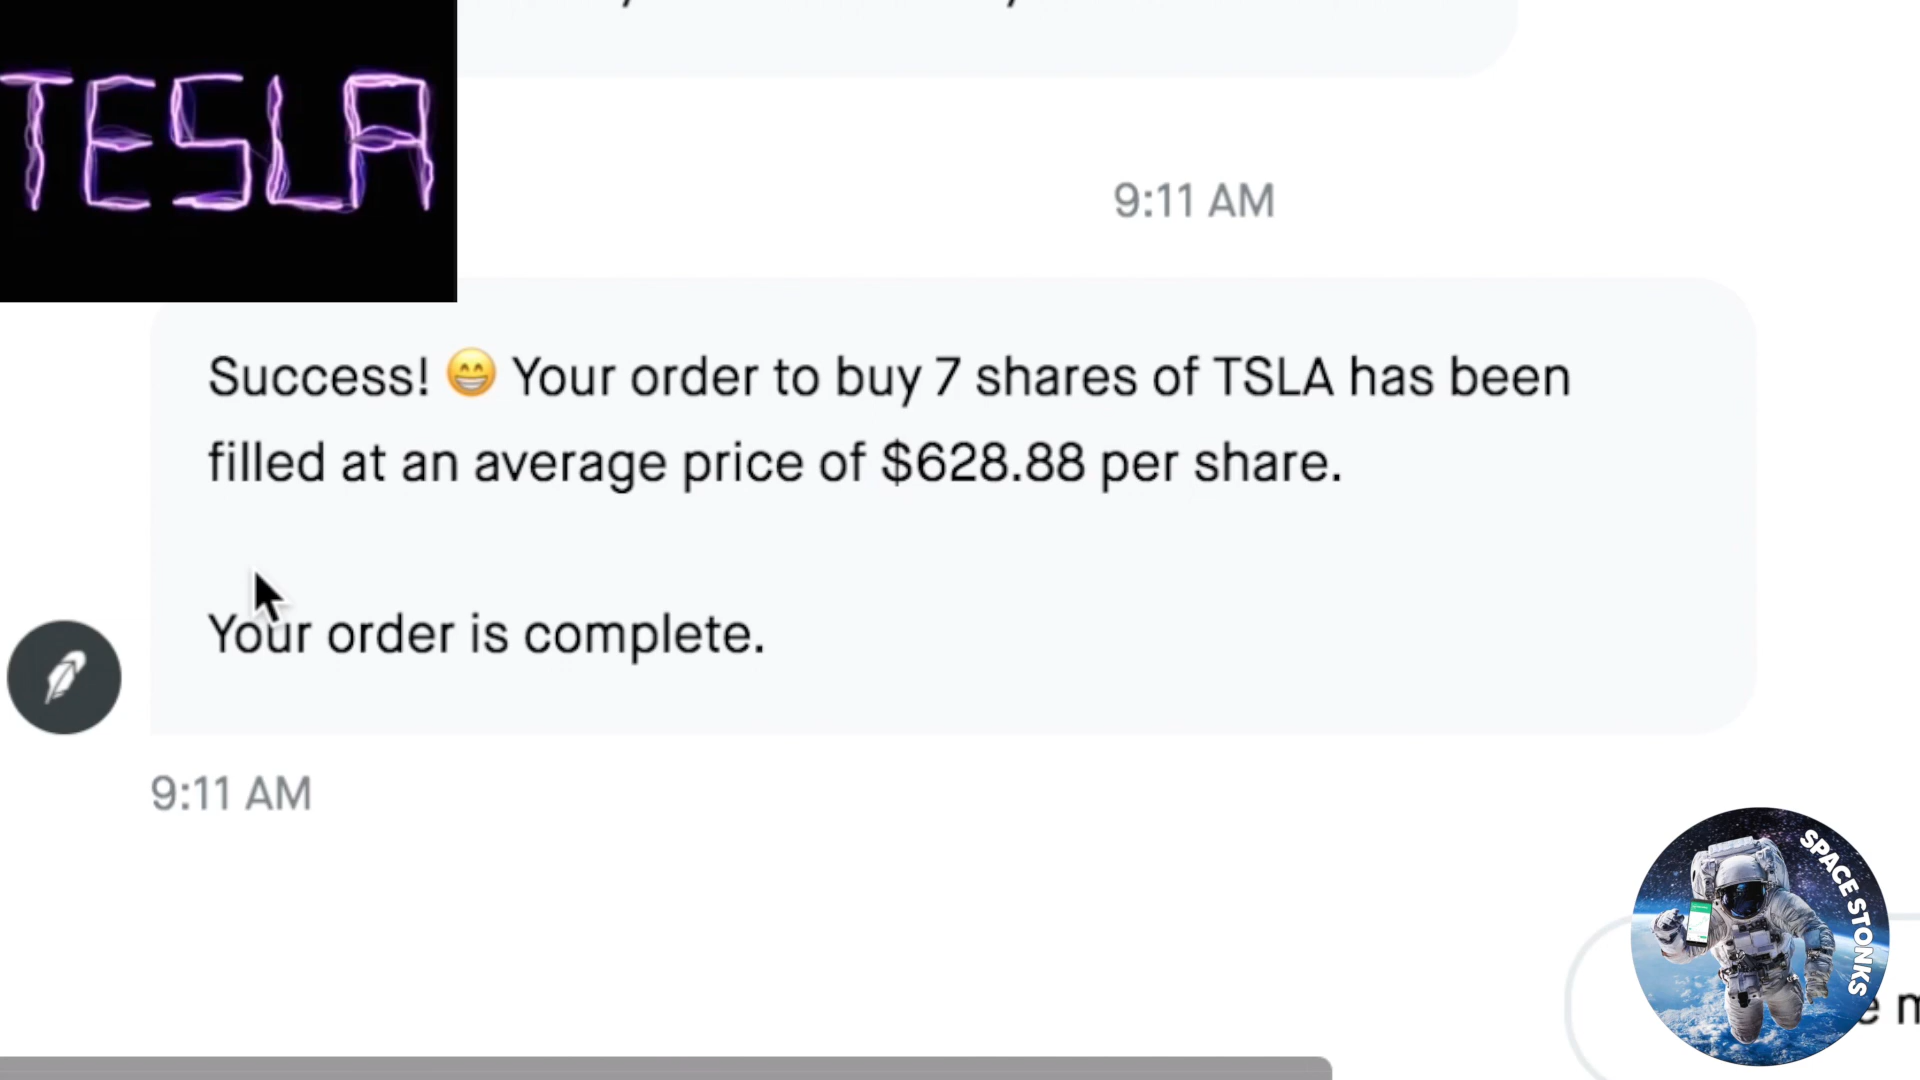 TESLA
9:11 AM
Success! 😁 Your order to buy 7 shares of TSLA has been
filled at an average price of $628.88 per share.
Your order is complete.
9:11 AM
SPACE STONKS